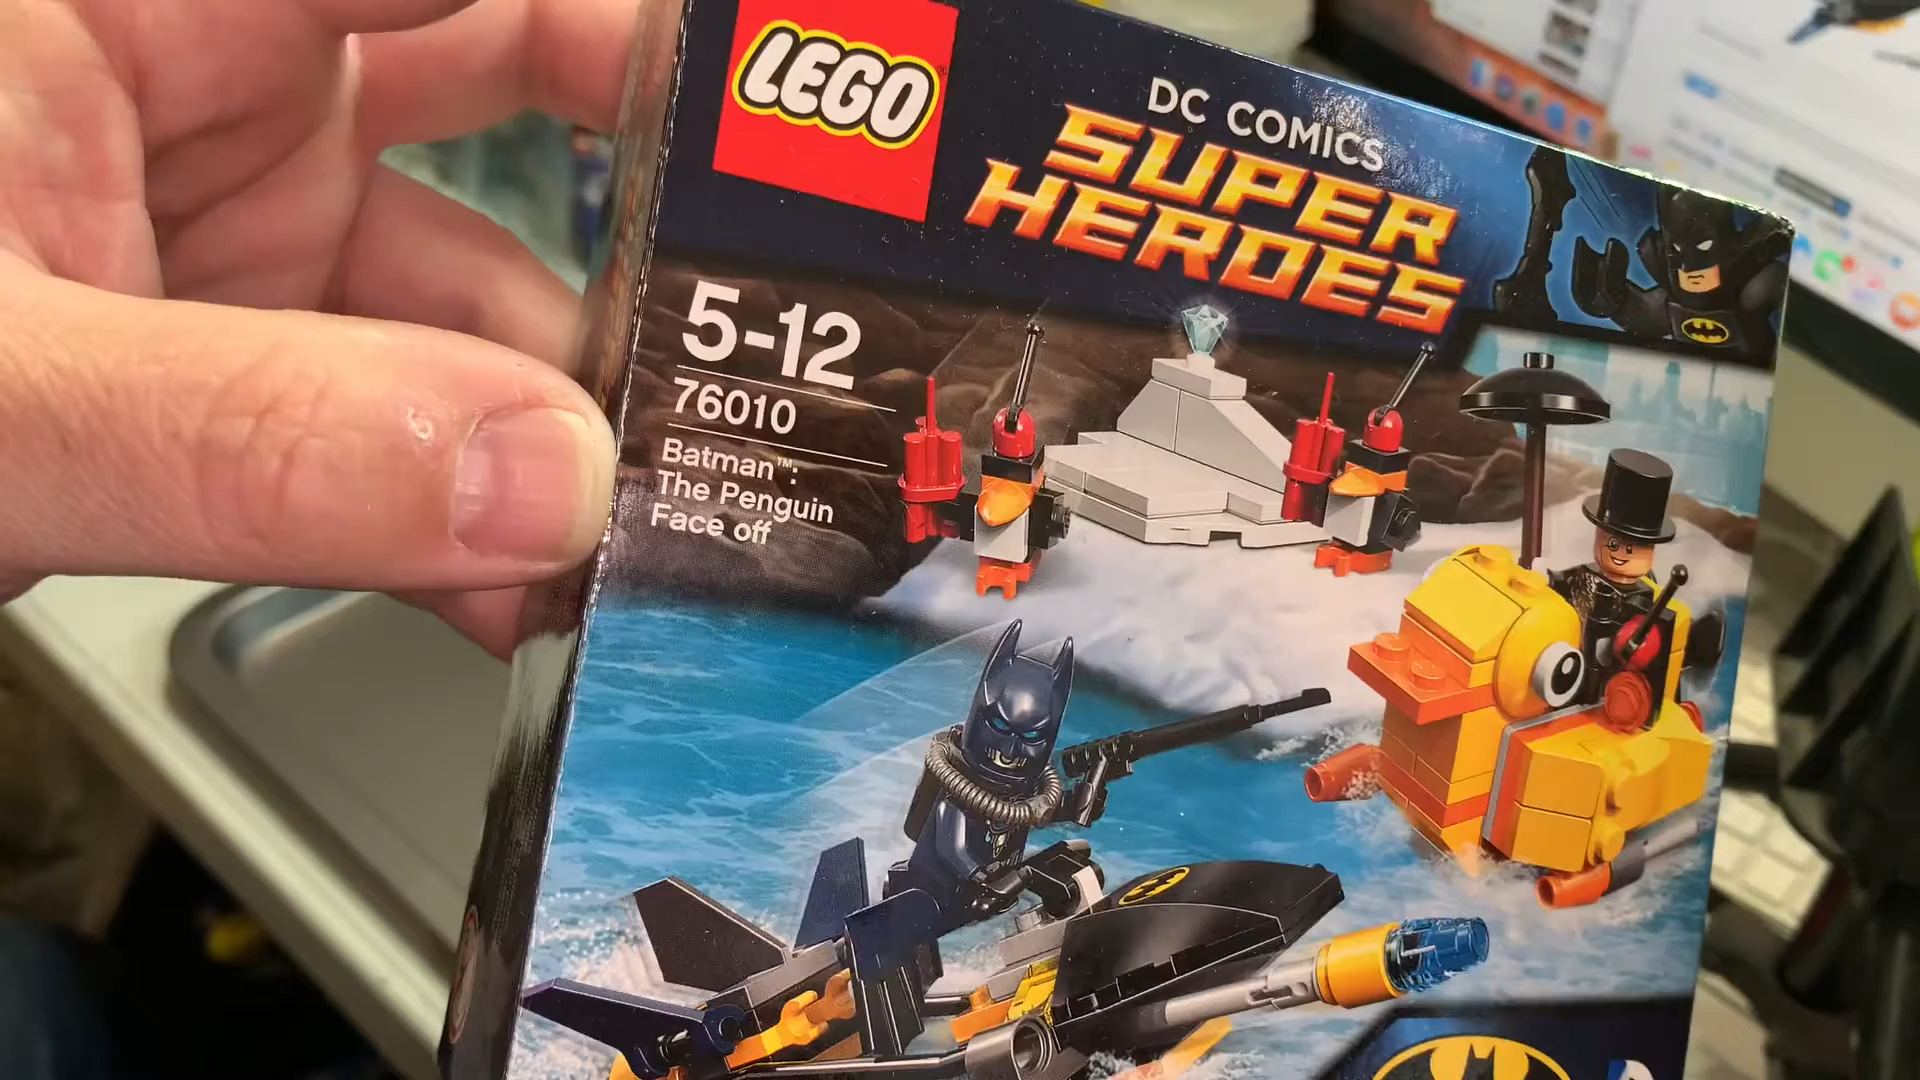 LEGO
DC COMICS
SUPER
HEROES
5-12
76010
Batman™:
The Penguin
Face off